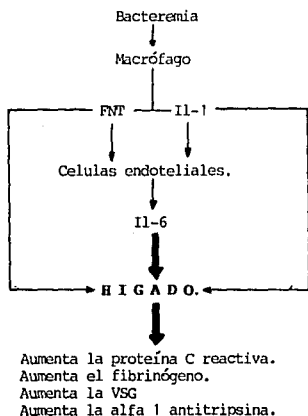 Bacteremia
Macrófago
FNT Il-1
Celulas endoteliales.
Il-6
HIGADO.
Aumenta la proteína C reactiva.
Aumenta el fibrinógeno.
Aumenta la VSG
Aumenta la alfa 1 antitripsina.